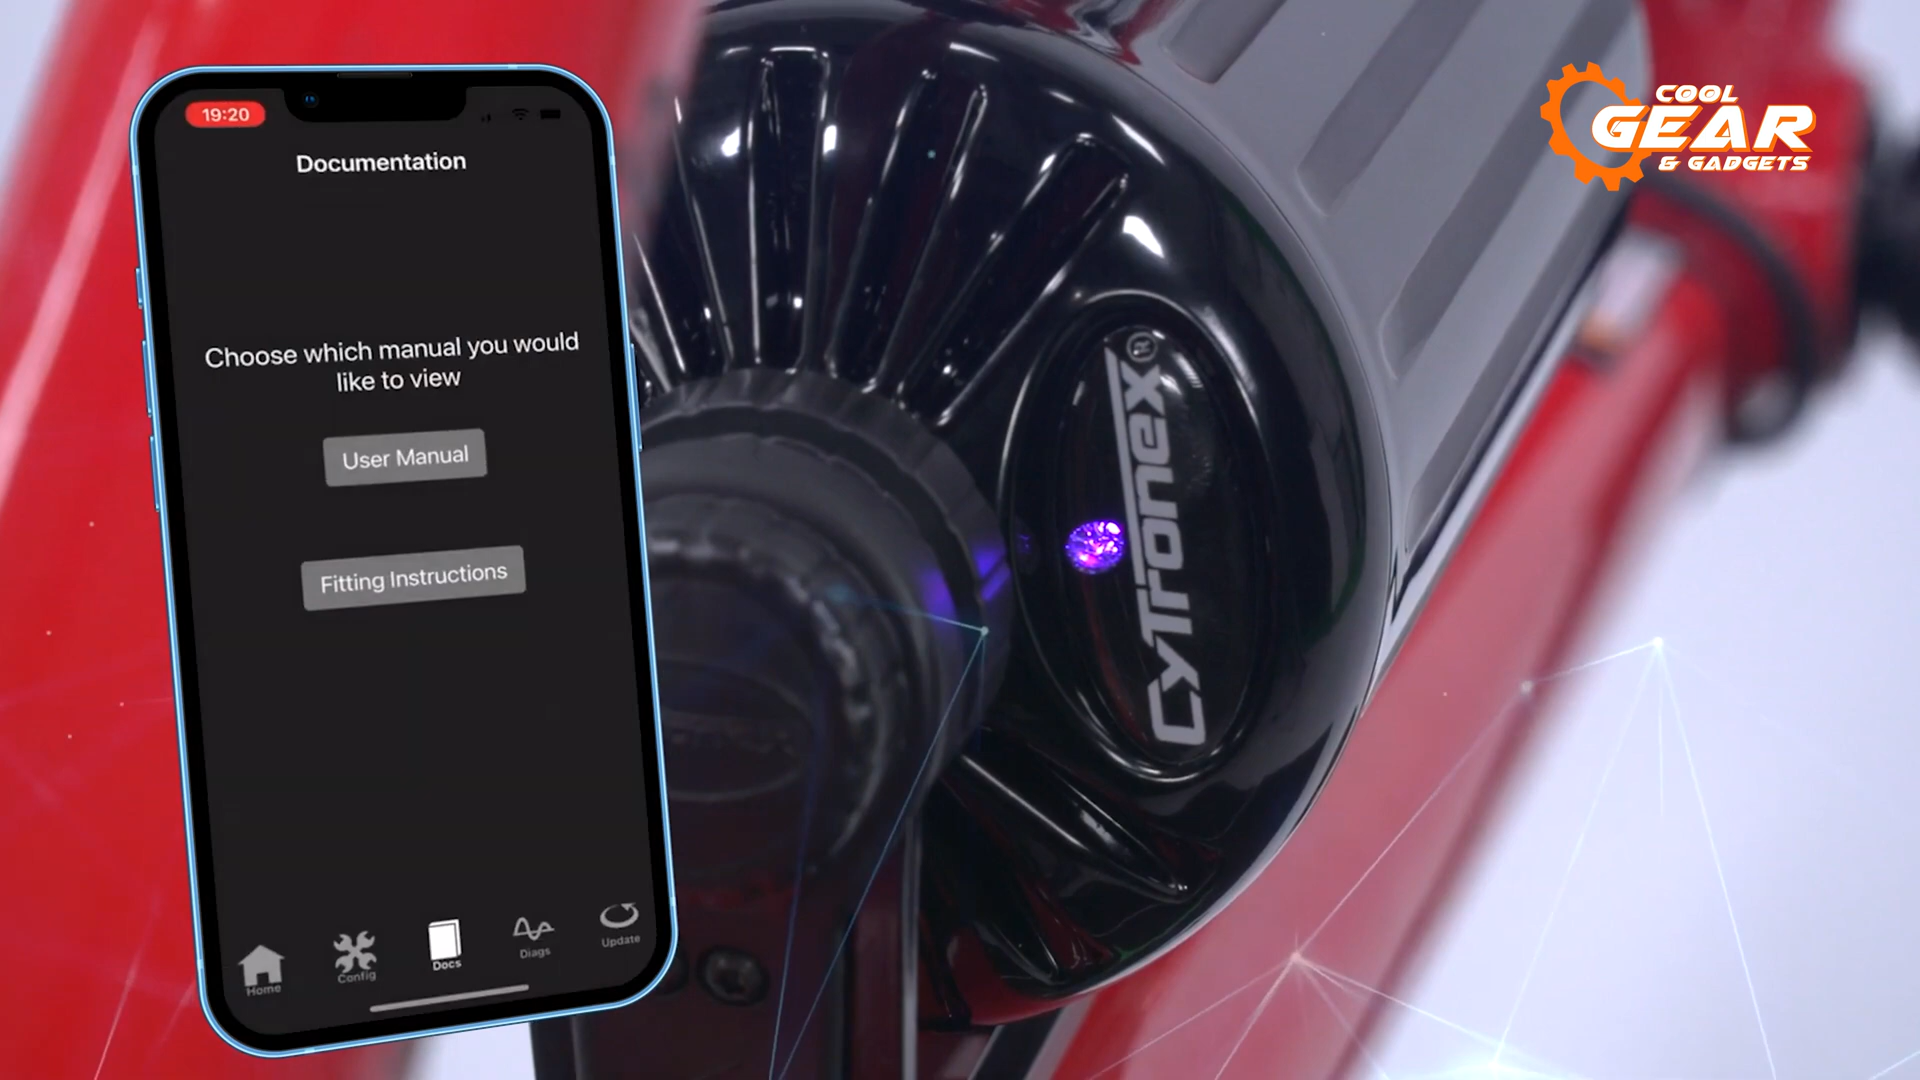 19:20
Documentation
Choose which manual you would
like to view
User Manual
Fitting Instructions
Home
Config
Docs
Diags
Update
CYTronex®
COOL
GEAR
& GADGETS